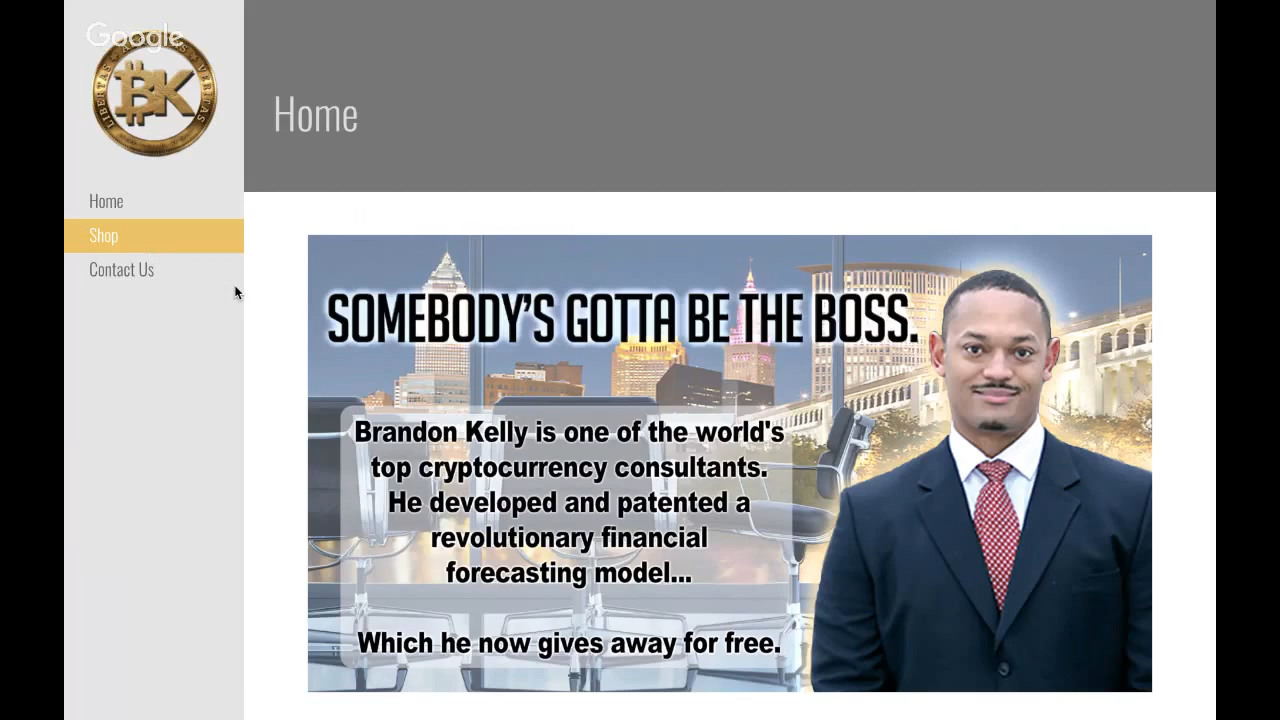 Google
LIBERTAS VERITAS
BK
Home
Home
Shop
Contact Us
SOMEBODY'S GOTTA BE THE BOSS.
Brandon Kelly is one of the world's
top cryptocurrency consultants.
He developed and patented a
revolutionary financial
forecasting model...
Which he now gives away for free.